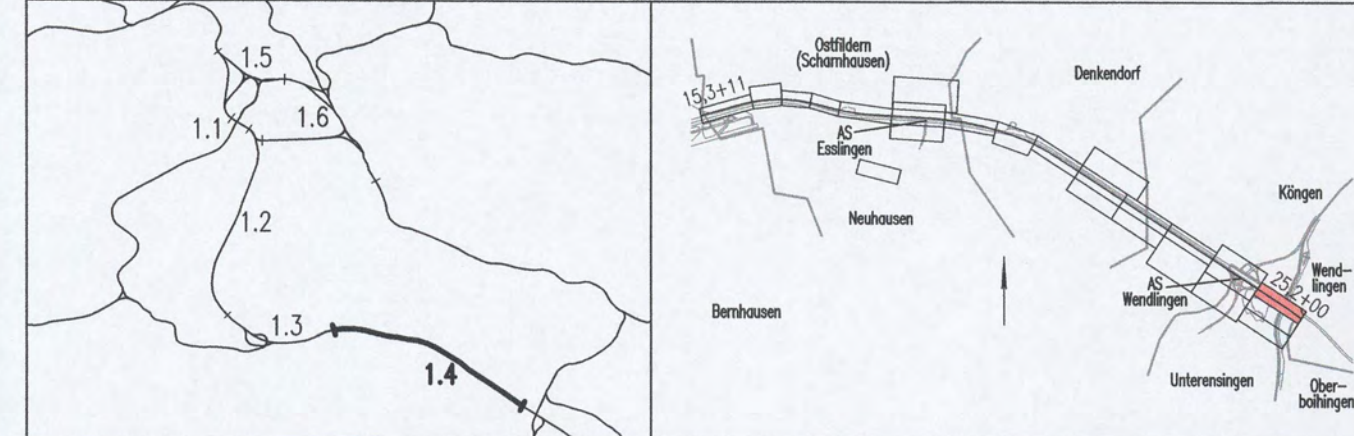 1.5
1.1
1.6
1.2
1.3
1.4
Ostfildern
(Scharnhausen)
Denkendorf
15,3+11
AS
Esslingen
Neuhausen
Köngen
Wend-
lingen
25,2+00
AS
Wendlingen
Bernhausen
Unterensingen
Ober-
boihingen